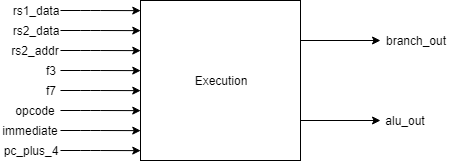 rs1_data
rs2_data
rs2_addr
f3
f7
opcode
immediate
pc_plus_4
Execution
branch_out
alu_out